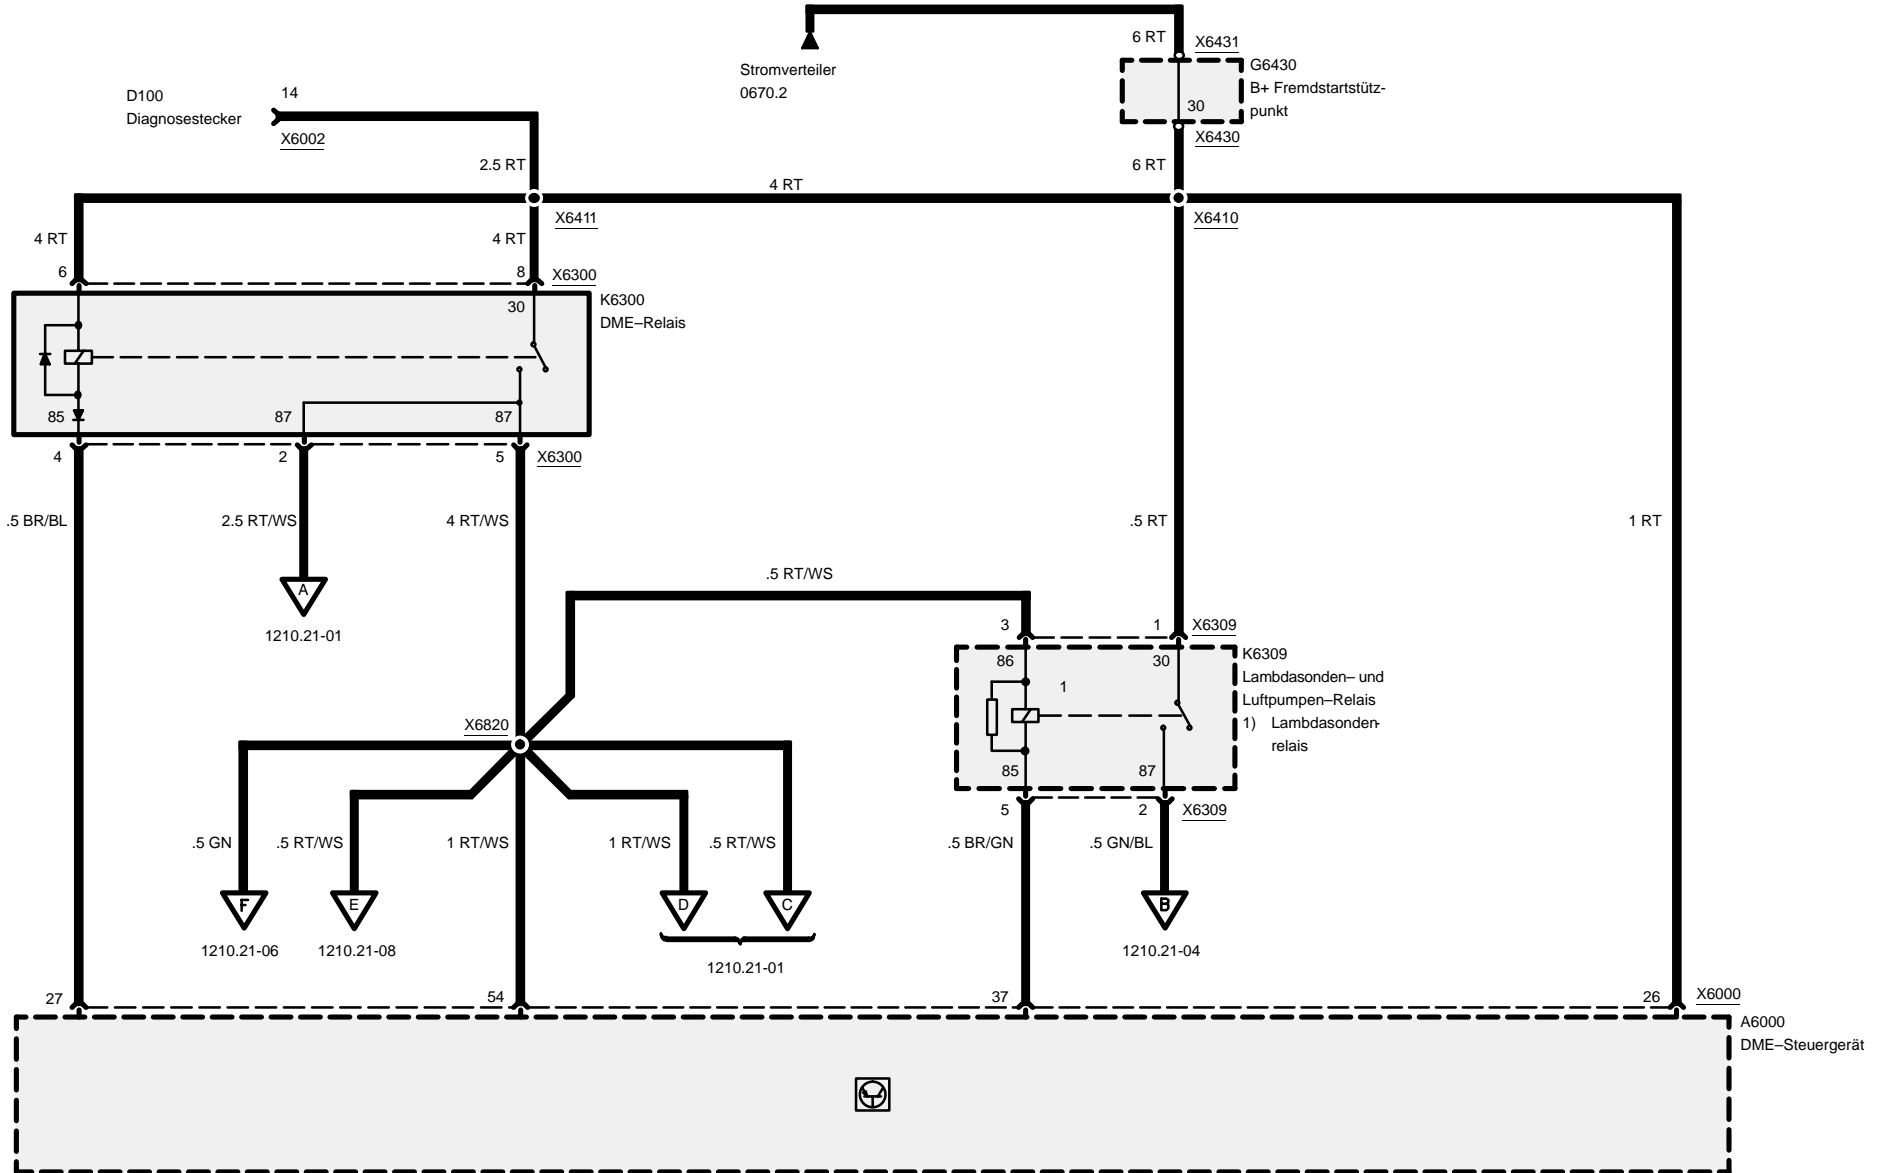 6 RT
X6431
Stromverteiler
0670.2
G6430
B+ Fremdstartstütz-
punkt
30
X6430
6 RT
D100
Diagnosestecker
14
X6002
2.5 RT
4 RT
X6411
X6410
4 RT
4 RT
6
8
X6300
K6300
DME–Relais
30
85
87
87
4
2
5
X6300
.5 BR/BL
2.5 RT/WS
4 RT/WS
.5 RT
1 RT
A
1210.21-01
.5 RT/WS
3
1
X6309
K6309
Lambdasonden– und
Luftpumpen–Relais
1) Lambdasonden-
relais
86
30
1
85
87
5
2
X6309
X6820
.5 GN
.5 RT/WS
1 RT/WS
1 RT/WS
.5 RT/WS
.5 BR/GN
.5 GN/BL
F
E
D
C
B
1210.21-06
1210.21-08
1210.21-01
1210.21-04
27
54
37
26
X6000
A6000
DME–Steuergerät